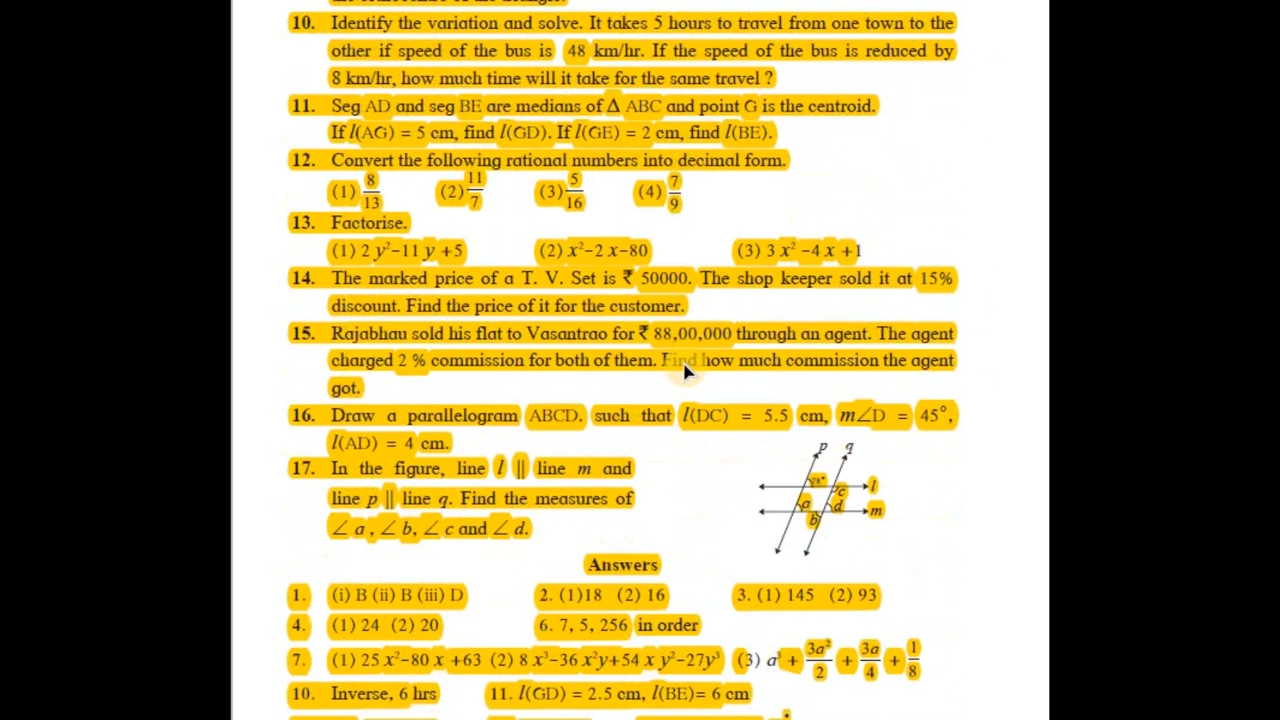 10. Identify the variation and solve. It takes 5 hours to travel from one town to the
other if speed of the bus is 48 km/hr. If the speed of the bus is reduced by
8 km/hr, how much time will it take for the same travel ?
11. Seg AD and seg BE are medians of Δ ABC and point G is the centroid.
If l(AG) = 5 cm, find l(GD). If l(GE) = 2 cm, find l(BE).
12. Convert the following rational numbers into decimal form.
(1) 8/13 (2) 11/7 (3) 5/16 (4) 7/9
13. Factorise.
(1) 2 y²−11 y +5 (2) x²−2 x−80 (3) 3 x² −4 x +1
14. The marked price of a T. V. Set is ₹ 50000. The shop keeper sold it at 15%
discount. Find the price of it for the customer.
15. Rajabhau sold his flat to Vasantrao for ₹ 88,00,000 through an agent. The agent
charged 2 % commission for both of them. Find how much commission the agent
got.
16. Draw a parallelogram ABCD. such that l(DC) = 5.5 cm, m∠D = 45°,
l(AD) = 4 cm.
17. In the figure, line l || line m and
line p || line q. Find the measures of
∠ a , ∠ b, ∠ c and ∠ d.
p q
78° c l
a d m
b
Answers
1. (i) B (ii) B (iii) D 2. (1)18 (2) 16 3. (1) 145 (2) 93
4. (1) 24 (2) 20 6. 7, 5, 256 in order
7. (1) 25 x²−80 x +63 (2) 8 x³−36 x²y+54 x y²−27y³ (3) a³ + 3a²/2 + 3a/4 + 1/8
10. Inverse, 6 hrs 11. l(GD) = 2.5 cm, l(BE)= 6 cm